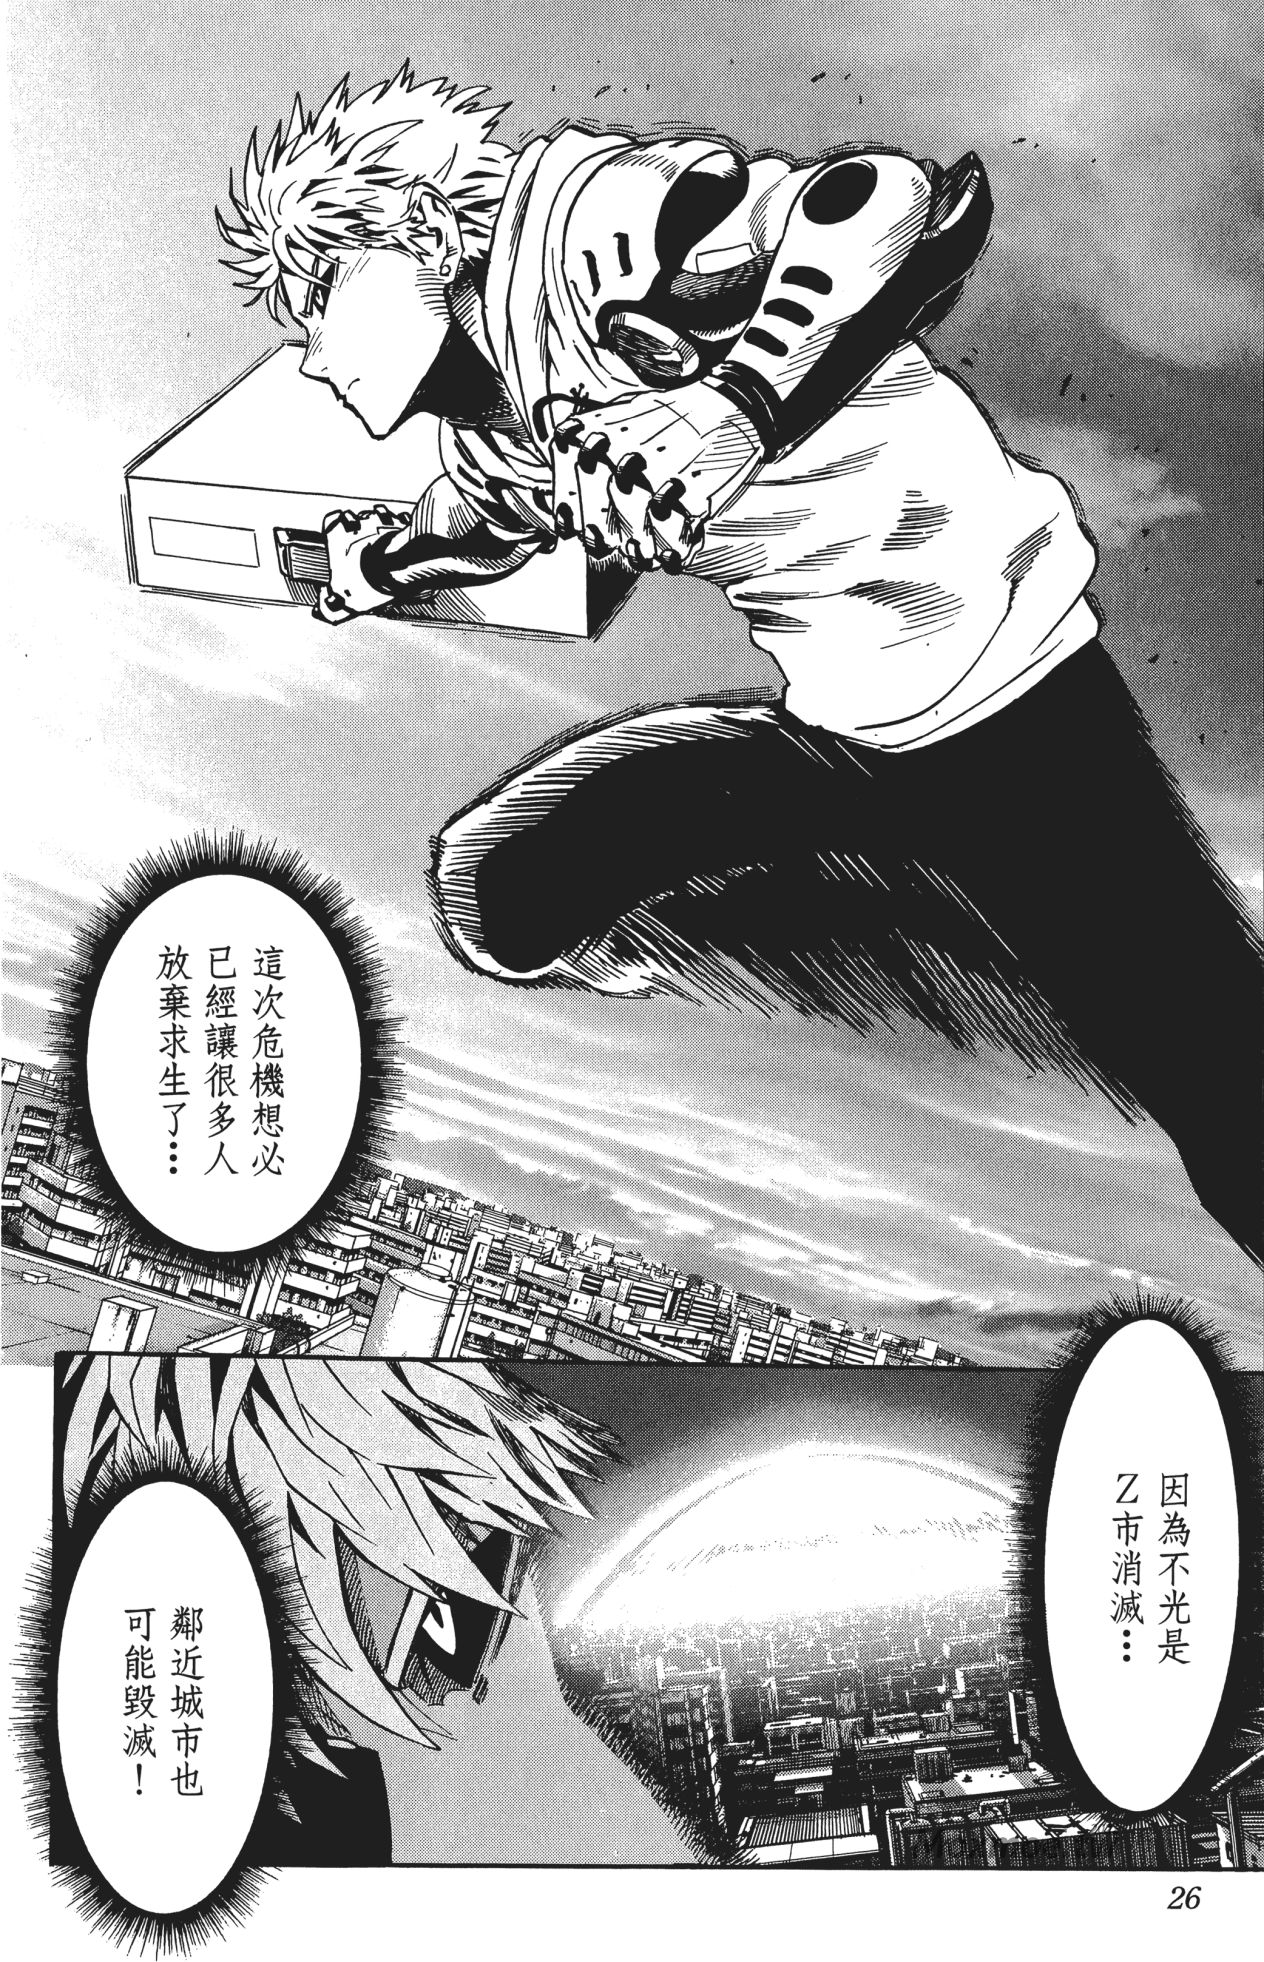 這次危機想必
已經讓很多人
放棄求生了…
因為不光是
Z市消滅…
鄰近城市也
可能毀滅！
26